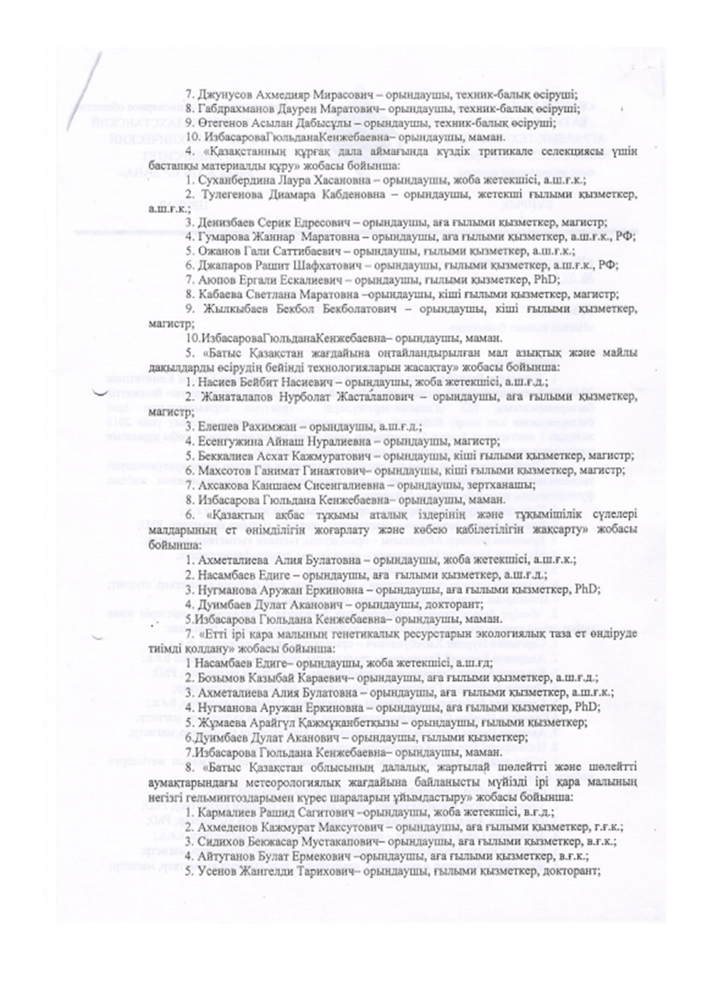 7. Джунусов Ахмедияр Мирасович – орындаушы, техник-балық өсіруші;
8. Габдрахманов Даурен Маратович– орындаушы, техник-балық өсіруші;
9. Өтегенов Асылан Дабысұлы – орындаушы, техник-балық өсіруші;
10. ИзбасароваГюльданаКенжебаевна– орындаушы, маман.
4. «Қазақстанның құрғақ дала аймағында күздік тритикале селекциясы үшін
бастапқы материалды құру» жобасы бойынша:
1. Суханбердина Лаура Хасановна – орындаушы, жоба жетекшісі, а.ш.ғ.к.;
2. Тулегенова Диамара Кабденовна – орындаушы, жетекші ғылыми қызметкер,
а.ш.ғ.к.;
3. Денизбаев Серик Едресович – орындаушы, аға ғылыми қызметкер, магистр;
4. Гумарова Жаннар Маратовна – орындаушы, аға ғылыми қызметкер, а.ш.ғ.к., РФ;
5. Ожанов Гали Саттибаевич – орындаушы, ғылыми қызметкер, а.ш.ғ.к.;
6. Джапаров Рашит Шафхатович – орындаушы, ғылыми қызметкер, а.ш.ғ.к., РФ;
7. Аюпов Ергали Ескалиевич – орындаушы, ғылыми қызметкер, PhD;
8. Кабаева Светлана Маратовна –орындаушы, кіші ғылыми қызметкер, магистр;
9. Жылкыбаев Бекбол Бекболатович – орындаушы, кіші ғылыми қызметкер,
магистр;
10.ИзбасароваГюльданаКенжебаевна– орындаушы, маман.
5. «Батыс Қазақстан жағдайына оңтайландырылған мал азықтық және майлы
дақылдарды өсірудің бейінді технологияларын жасақтау» жобасы бойынша:
1. Насиев Бейбит Насиевич – орындаушы, жоба жетекшісі, а.ш.ғ.д.;
2. Жанаталапов Нурболат Жасталапович – орындаушы, аға ғылыми қызметкер,
магистр;
3. Елешев Рахимжан – орындаушы, а.ш.ғ.д.;
4. Есенгужина Айнаш Нуралиевна – орындаушы, магистр;
5. Беккалиев Асхат Кажмуратович – орындаушы, кіші ғылыми қызметкер, магистр;
6. Махсотов Ганимат Гинаятович– орындаушы, кіші ғылыми қызметкер, магистр;
7. Аксакова Каншаем Сисенгалиевна – орындаушы, зертханашы;
8. Избасарова Гюльдана Кенжебаевна– орындаушы, маман.
6. «Қазақтың ақбас тұқымы аталық іздерінің және тұқымішілік сүлелері
малдарының ет өнімділігін жоғарлату және көбею қабілетілігін жақсарту» жобасы
бойынша:
1. Ахметалиева Алия Булатовна – орындаушы, жоба жетекшісі, а.ш.ғ.к.;
2. Насамбаев Едиге – орындаушы, аға ғылыми қызметкер, а.ш.ғ.д.;
3. Нугманова Аружан Еркиновна – орындаушы, аға ғылыми қызметкер, PhD;
4. Дуимбаев Дулат Аканович – орындаушы, докторант;
5.Избасарова Гюльдана Кенжебаевна– орындаушы, маман.
7. «Етті ірі қара малының генетикалық ресурстарын экологиялық таза ет өндіруде
тиімді қолдану» жобасы бойынша:
1 Насамбаев Едиге– орындаушы, жоба жетекшісі, а.ш.ғ.д;
2. Бозымов Казыбай Караевич– орындаушы, аға ғылыми қызметкер, а.ш.ғ.д.;
3. Ахметалиева Алия Булатовна – орындаушы, аға ғылыми қызметкер, а.ш.ғ.к.;
4. Нугманова Аружан Еркиновна – орындаушы, аға ғылыми қызметкер, PhD;
5. Жұмаева Арайгүл Қажмұқанбетқызы – орындаушы, ғылыми қызметкер;
6.Дуимбаев Дулат Аканович – орындаушы, ғылыми қызметкер;
7.Избасарова Гюльдана Кенжебаевна– орындаушы, маман.
8. «Батыс Қазақстан облысының далалық, жартылай шөлейтті және шөлейтті
аумақтарындағы метеорологиялық жағдайына байланысты мүйізді ірі қара малының
негізгі гельминтоздарымен күрес шараларын ұйымдастыру» жобасы бойынша:
1. Кармалиев Рашид Сагитович –орындаушы, жоба жетекшісі, в.ғ.д.;
2. Ахмеденов Кажмурат Максутович – орындаушы, аға ғылыми қызметкер, г.ғ.к.;
3. Сидихов Бекжасар Мустакапович– орындаушы, аға ғылыми қызметкер, в.ғ.к.;
4. Айтуганов Булат Ермекович –орындаушы, аға ғылыми қызметкер, в.ғ.к.;
5. Усенов Жангелди Тарихович– орындаушы, ғылыми қызметкер, докторант;